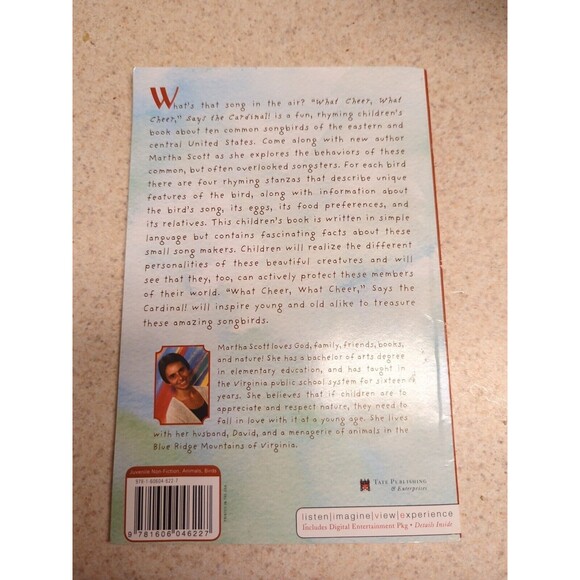 What's that song in the air? "What Cheer, What
Cheer," Says the Cardinal! is a fun, rhyming children's
book about ten common songbirds of the eastern and
central United States. Come along with new author
Martha Scott as she explores the behaviors of these
common, but often overlooked songsters. For each bird
there are four rhyming stanzas that describe unique
features of the bird, along with information about
the bird's song, its eggs, its food preferences, and
its relatives. This children's book is written in simple
language but contains fascinating facts about these
small song makers. Children will realize the different
personalities of these beautiful creatures and will
see that they, too, can actively protect these members
of their world. "What Cheer, What Cheer," Says the
Cardinal! will inspire young and old alike to treasure
these amazing songbirds.
Martha Scott loves God, family, friends, books,
and nature! She has a bachelor of arts degree
in elementary education, and has taught in
the Virginia public school system for sixteen
years. She believes that if children are to
appreciate and respect nature, they need to
fall in love with it at a young age. She lives
with her husband, David, and a menagerie of animals in the
Blue Ridge Mountains of Virginia.
Juvenile Non-Fiction, Animals, Birds
978-1-60604-622-7
9 781606 046227
PRINTED IN THE USA
TATE PUBLISHING
& Enterprises
listen|imagine|view|experience
Includes Digital Entertainment Pkg • Details Inside